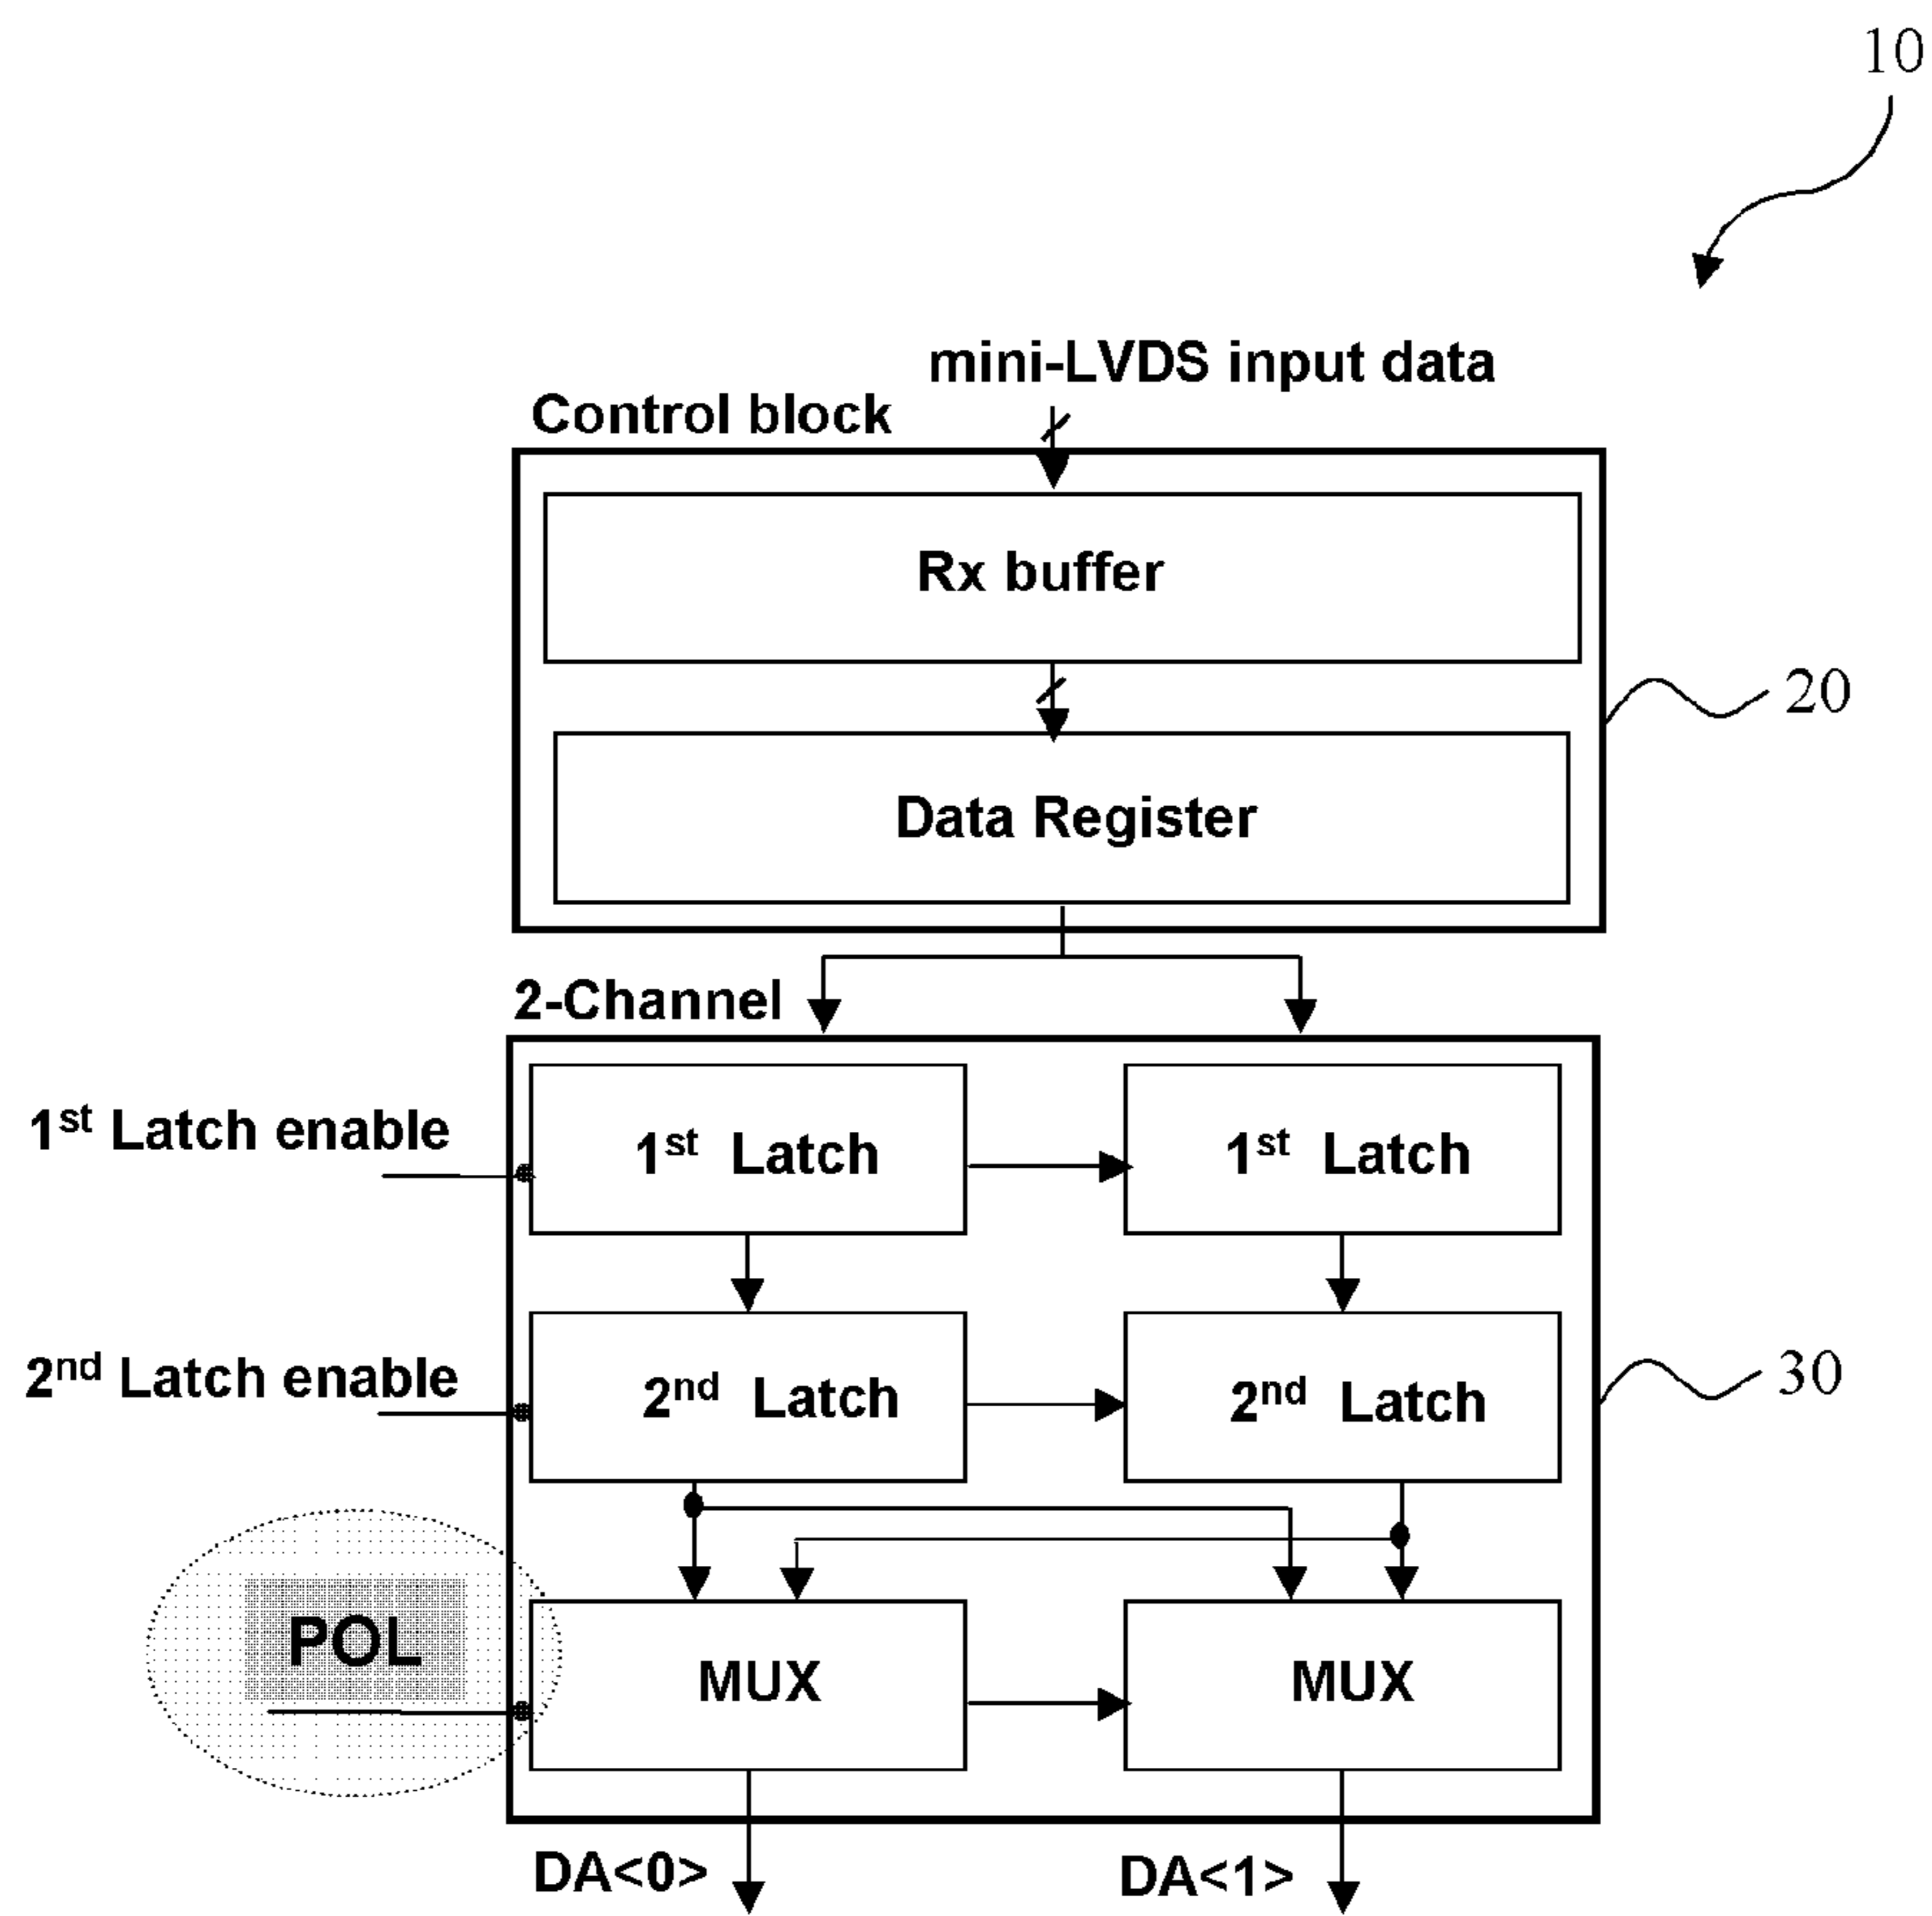 10
mini-LVDS input data
Control block
Rx buffer
20
Data Register
2-Channel
1st Latch enable
1st Latch
1st Latch
2nd Latch enable
2nd Latch
2nd Latch
30
POL
MUX
MUX
DA<0>
DA<1>